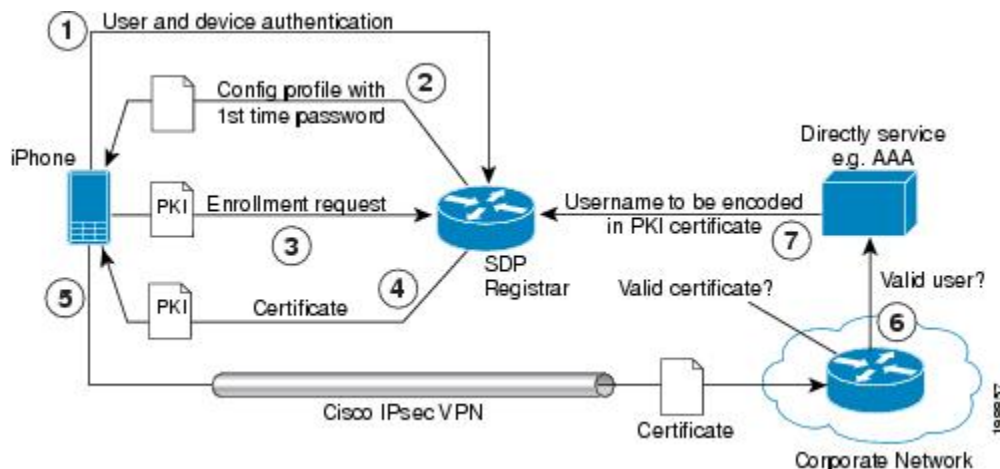 1 User and device authentication
Config profile with
1st time password
2
iPhone
Directly service
e.g. AAA
PKI Enrollment request
3
Username to be encoded
in PKI certificate
7
SDP
Registrar
4
5
PKI Certificate
Valid certificate?
Valid user?
6
Cisco IPsec VPN
Certificate
Corporate Network